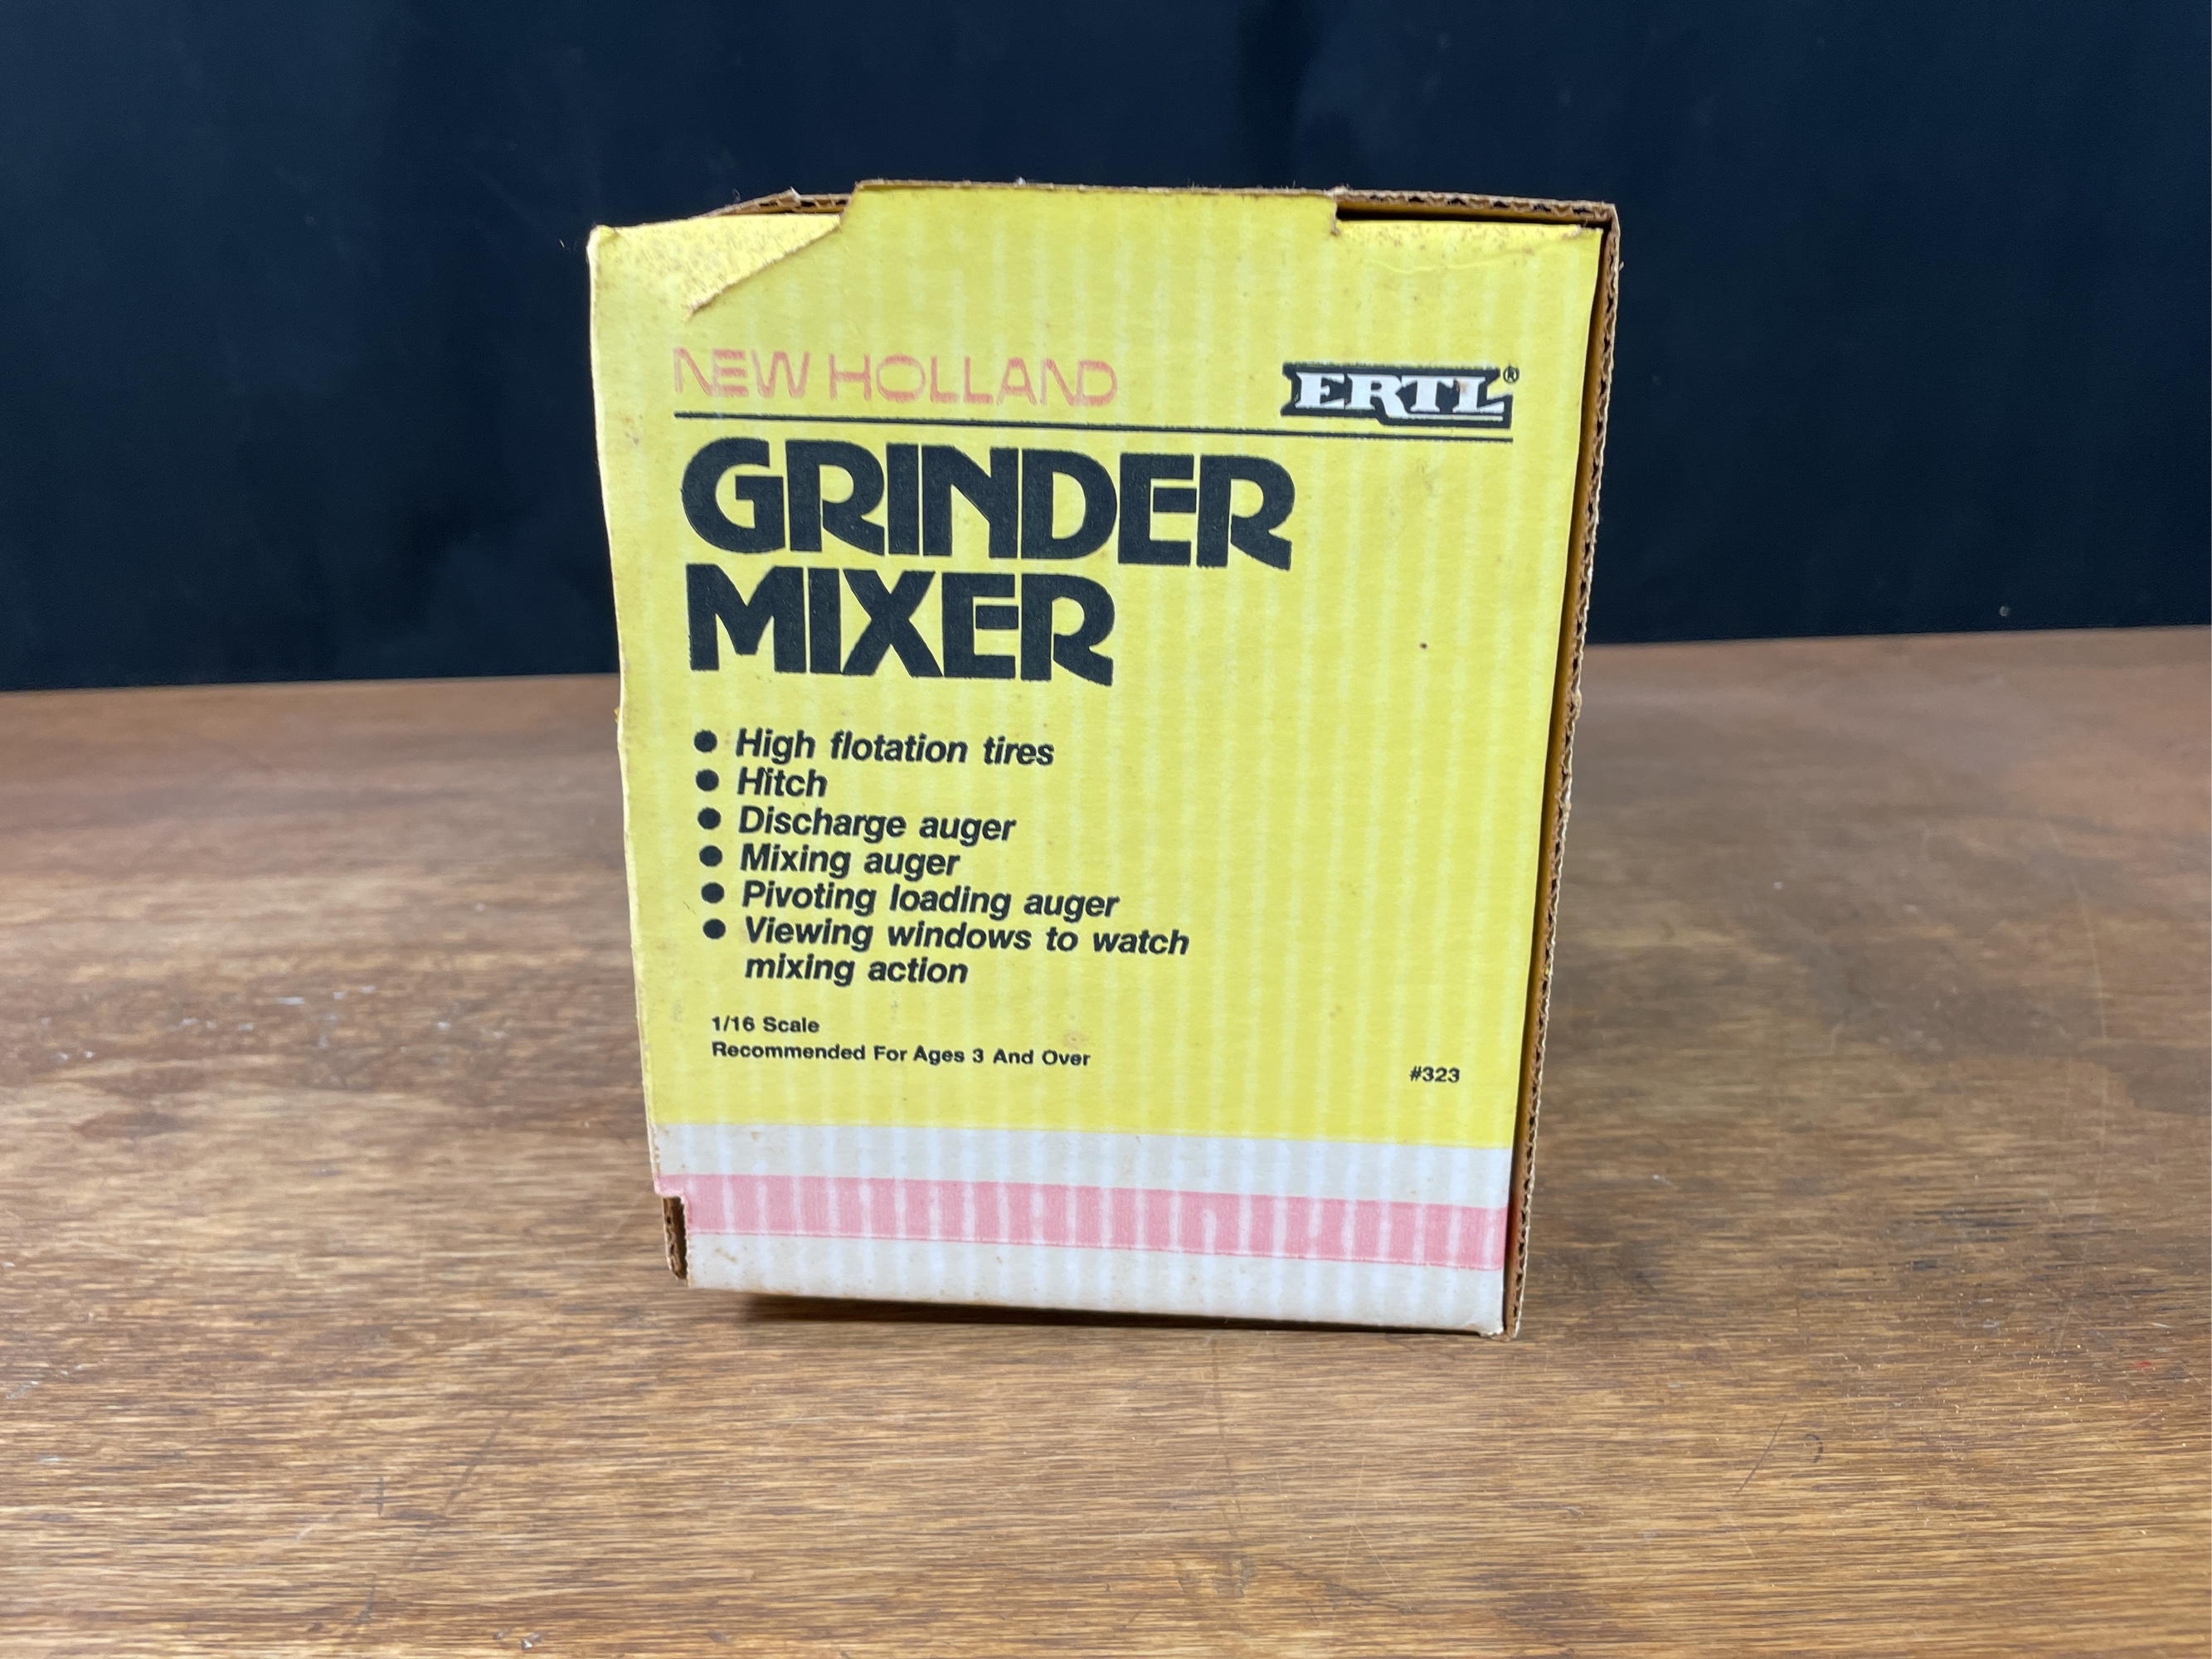 NEW HOLLAND
ERTL®
GRINDER
MIXER
● High flotation tires
● Hitch
● Discharge auger
● Mixing auger
● Pivoting loading auger
● Viewing windows to watch
mixing action
1/16 Scale
Recommended For Ages 3 And Over
#323